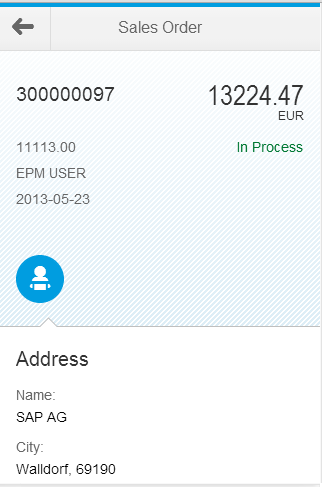 Sales Order
300000097
13224.47
EUR
11113.00
In Process
EPM USER
2013-05-23
Address
Name:
SAP AG
City:
Walldorf, 69190